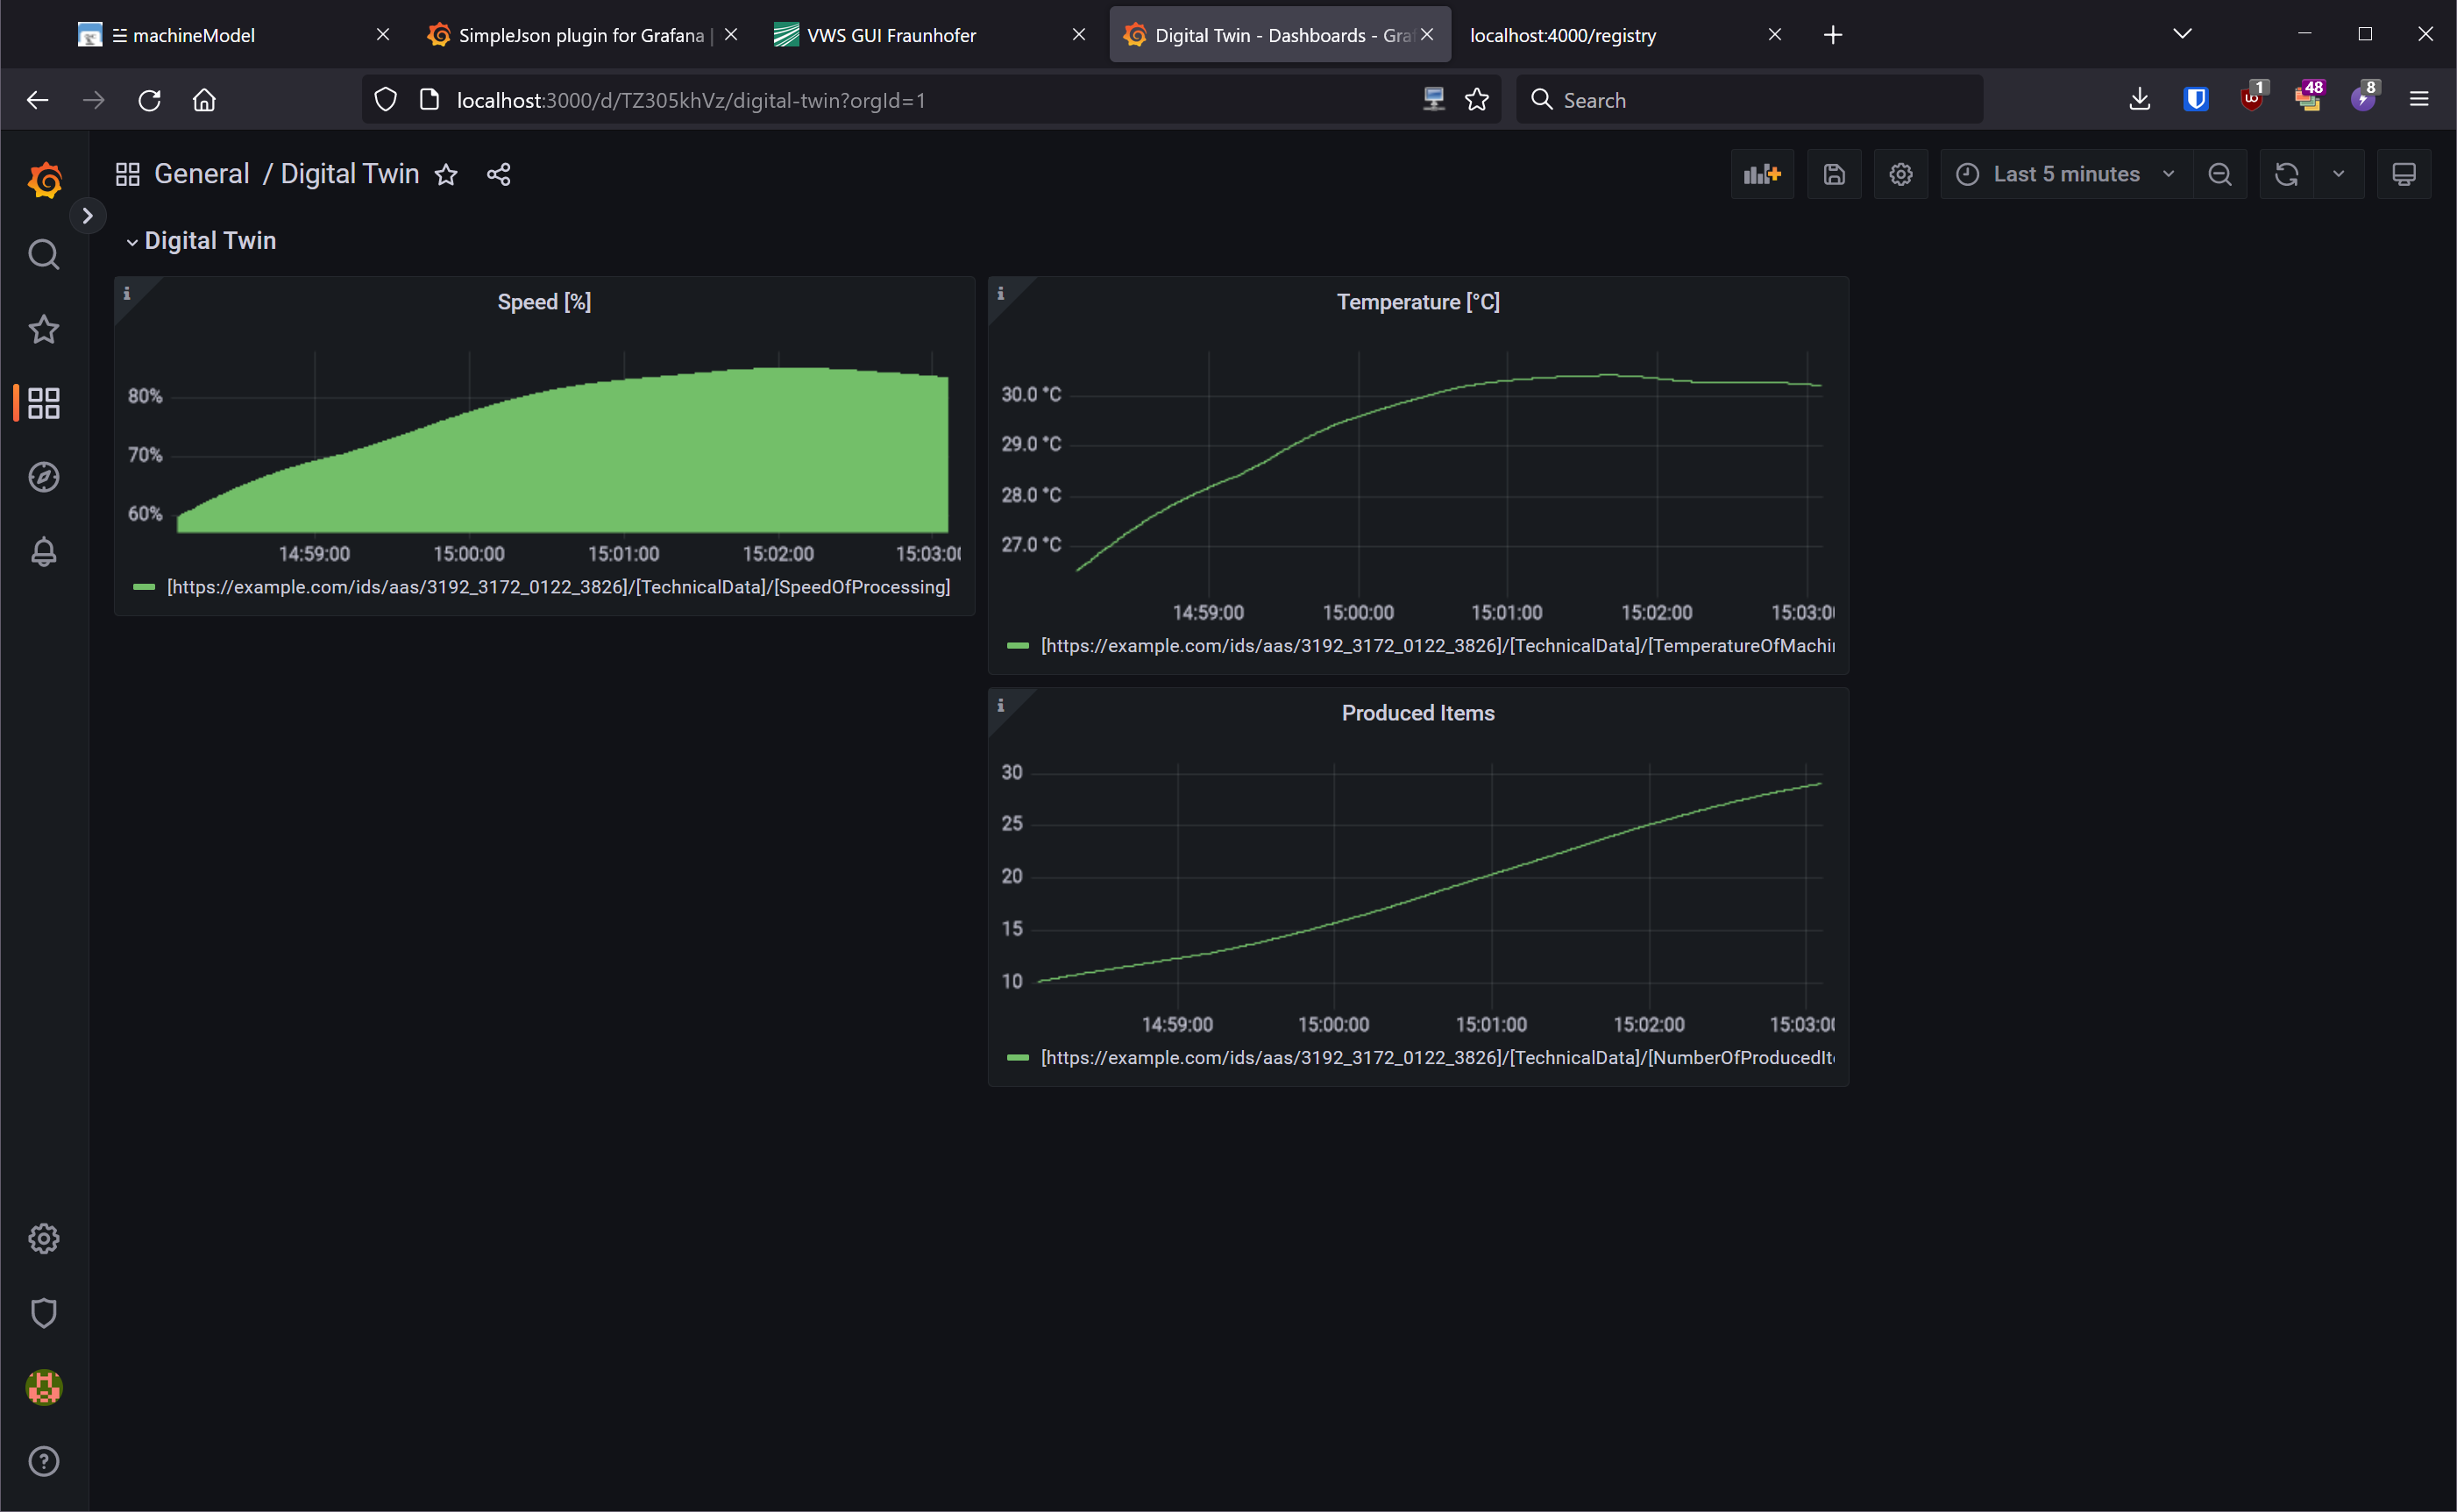 machineModel
SimpleJson plugin for Grafana |
VWS GUI Fraunhofer
Digital Twin - Dashboards - Gra
localhost:4000/registry
localhost:3000/d/TZ305khVz/digital-twin?orgId=1
Search
1
48
8
General / Digital Twin
Last 5 minutes
Digital Twin
Speed [%]
80%
70%
60%
14:59:00 15:00:00 15:01:00 15:02:00 15:03:00
[https://example.com/ids/aas/3192_3172_0122_3826]/[TechnicalData]/[SpeedOfProcessing]
Temperature [°C]
30.0 °C
29.0 °C
28.0 °C
27.0 °C
14:59:00 15:00:00 15:01:00 15:02:00 15:03:00
[https://example.com/ids/aas/3192_3172_0122_3826]/[TechnicalData]/[TemperatureOfMachin
Produced Items
30
25
20
15
10
14:59:00 15:00:00 15:01:00 15:02:00 15:03:00
[https://example.com/ids/aas/3192_3172_0122_3826]/[TechnicalData]/[NumberOfProducedIte